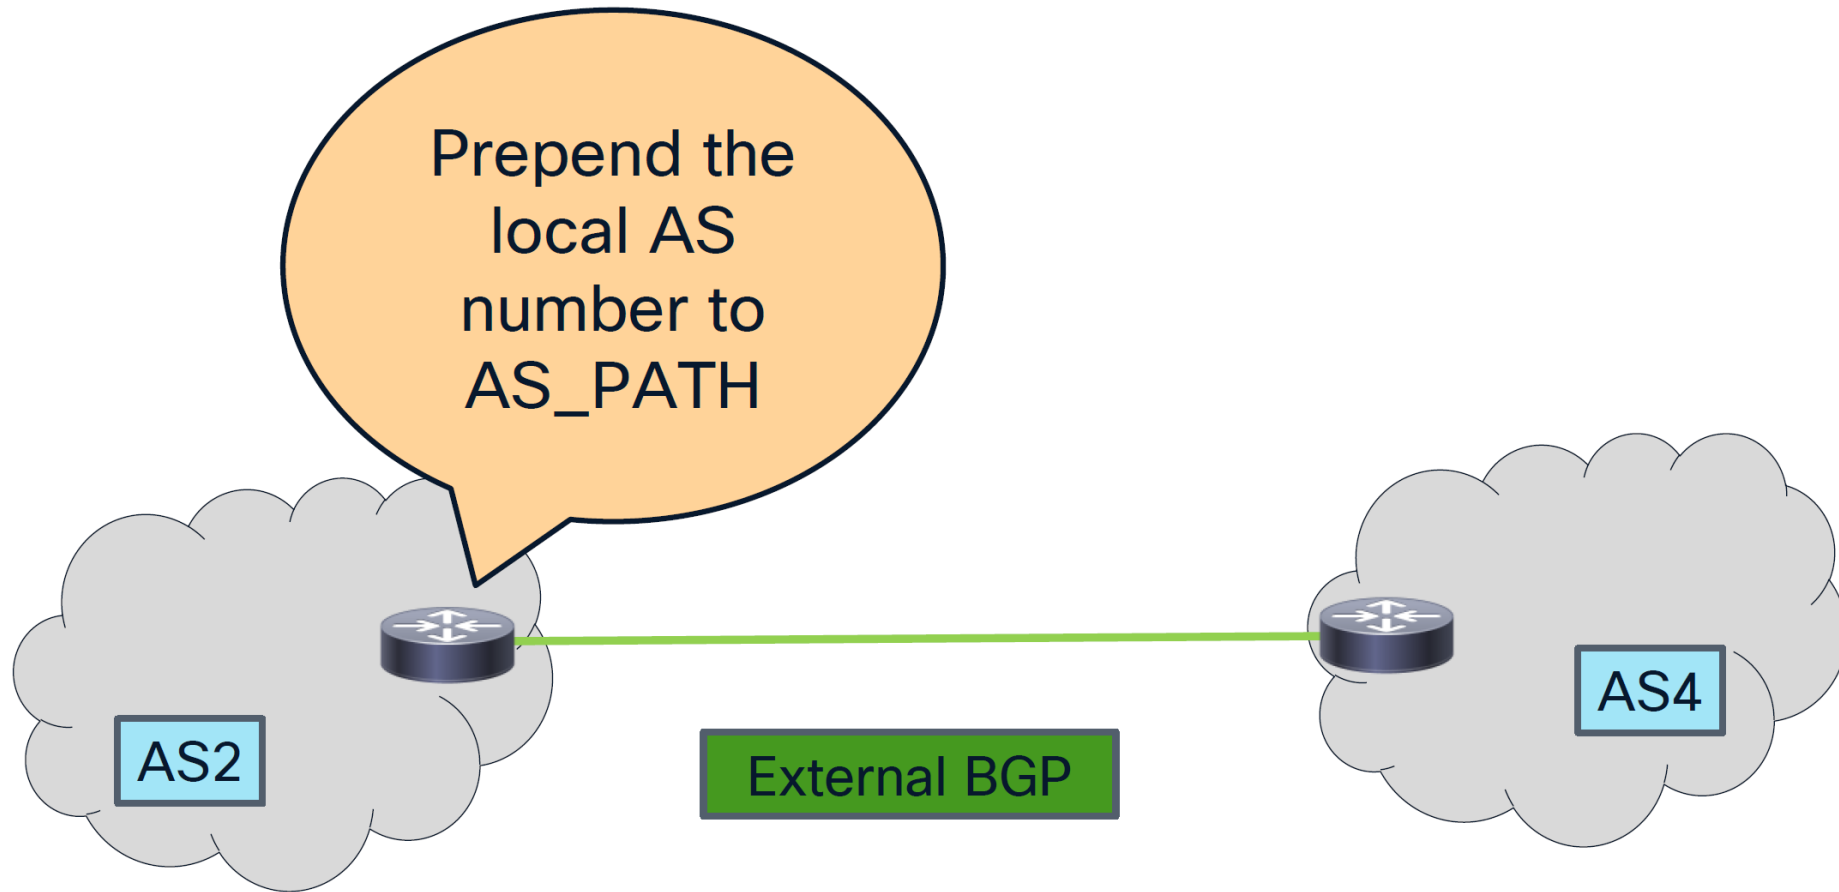 Prepend the
local AS
number to
AS_PATH
AS2
External BGP
AS4